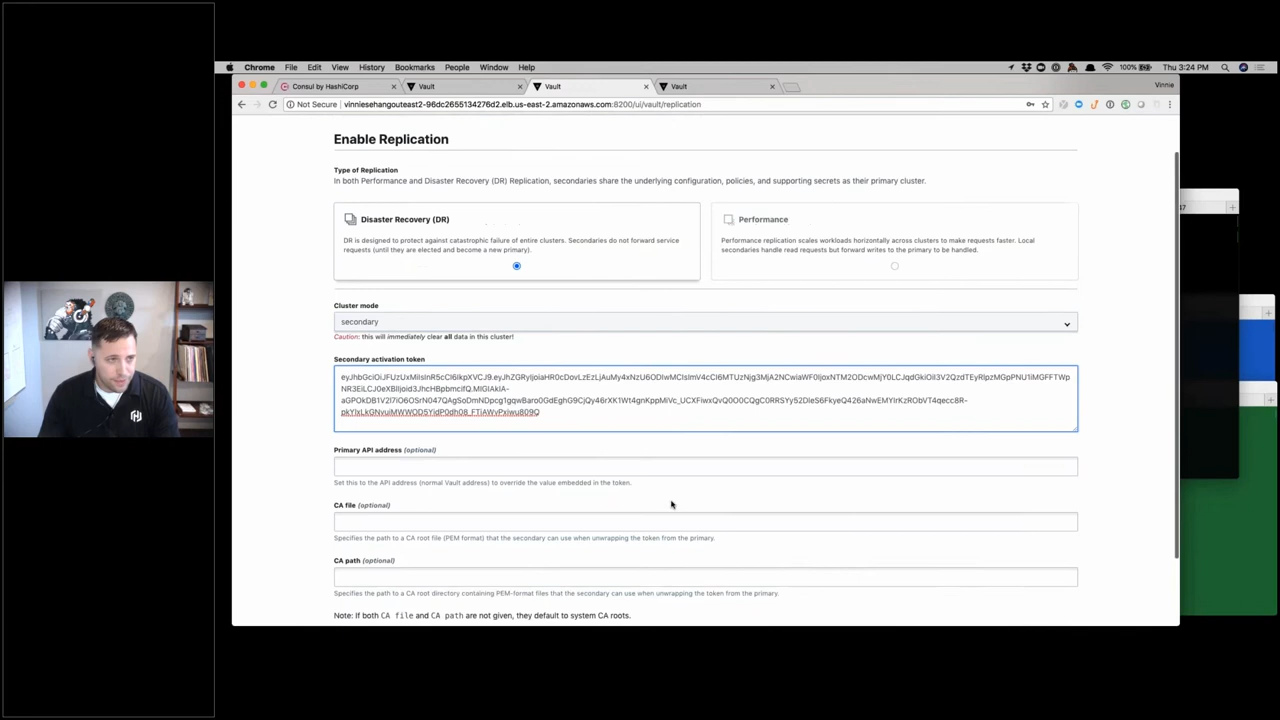 Chrome File Edit View History Bookmarks People Window Help
100% Thu 3:24 PM
Consul by HashiCorp
Vault
Vault
Vault
Vinnie
Not Secure
vinniesehangouteast2-96dc2655134276d2.elb.us-east-2.amazonaws.com:8200/ui/vault/replication
Enable Replication
Type of Replication
In both Performance and Disaster Recovery (DR) Replication, secondaries share the underlying configuration, policies, and supporting secrets as their primary cluster.
Disaster Recovery (DR)
DR is designed to protect against catastrophic failure of entire clusters. Secondaries do not forward service
requests (until they are elected and become a new primary).
Performance
Performance replication scales workloads horizontally across clusters to make requests faster. Local
secondaries handle read requests but forward writes to the primary to be handled.
Cluster mode
secondary
Caution: this will immediately clear all data in this cluster!
Secondary activation token
Primary API address (optional)
Set this to the API address (normal Vault address) to override the value embedded in the token.
CA file (optional)
Specifies the path to a CA root file (PEM format) that the secondary can use when unwrapping the token from the primary.
CA path (optional)
Specifies the path to a CA root directory containing PEM-format files that the secondary can use when unwrapping the token from the primary.
Note: If both CA file and CA path are not given, they default to system CA roots.